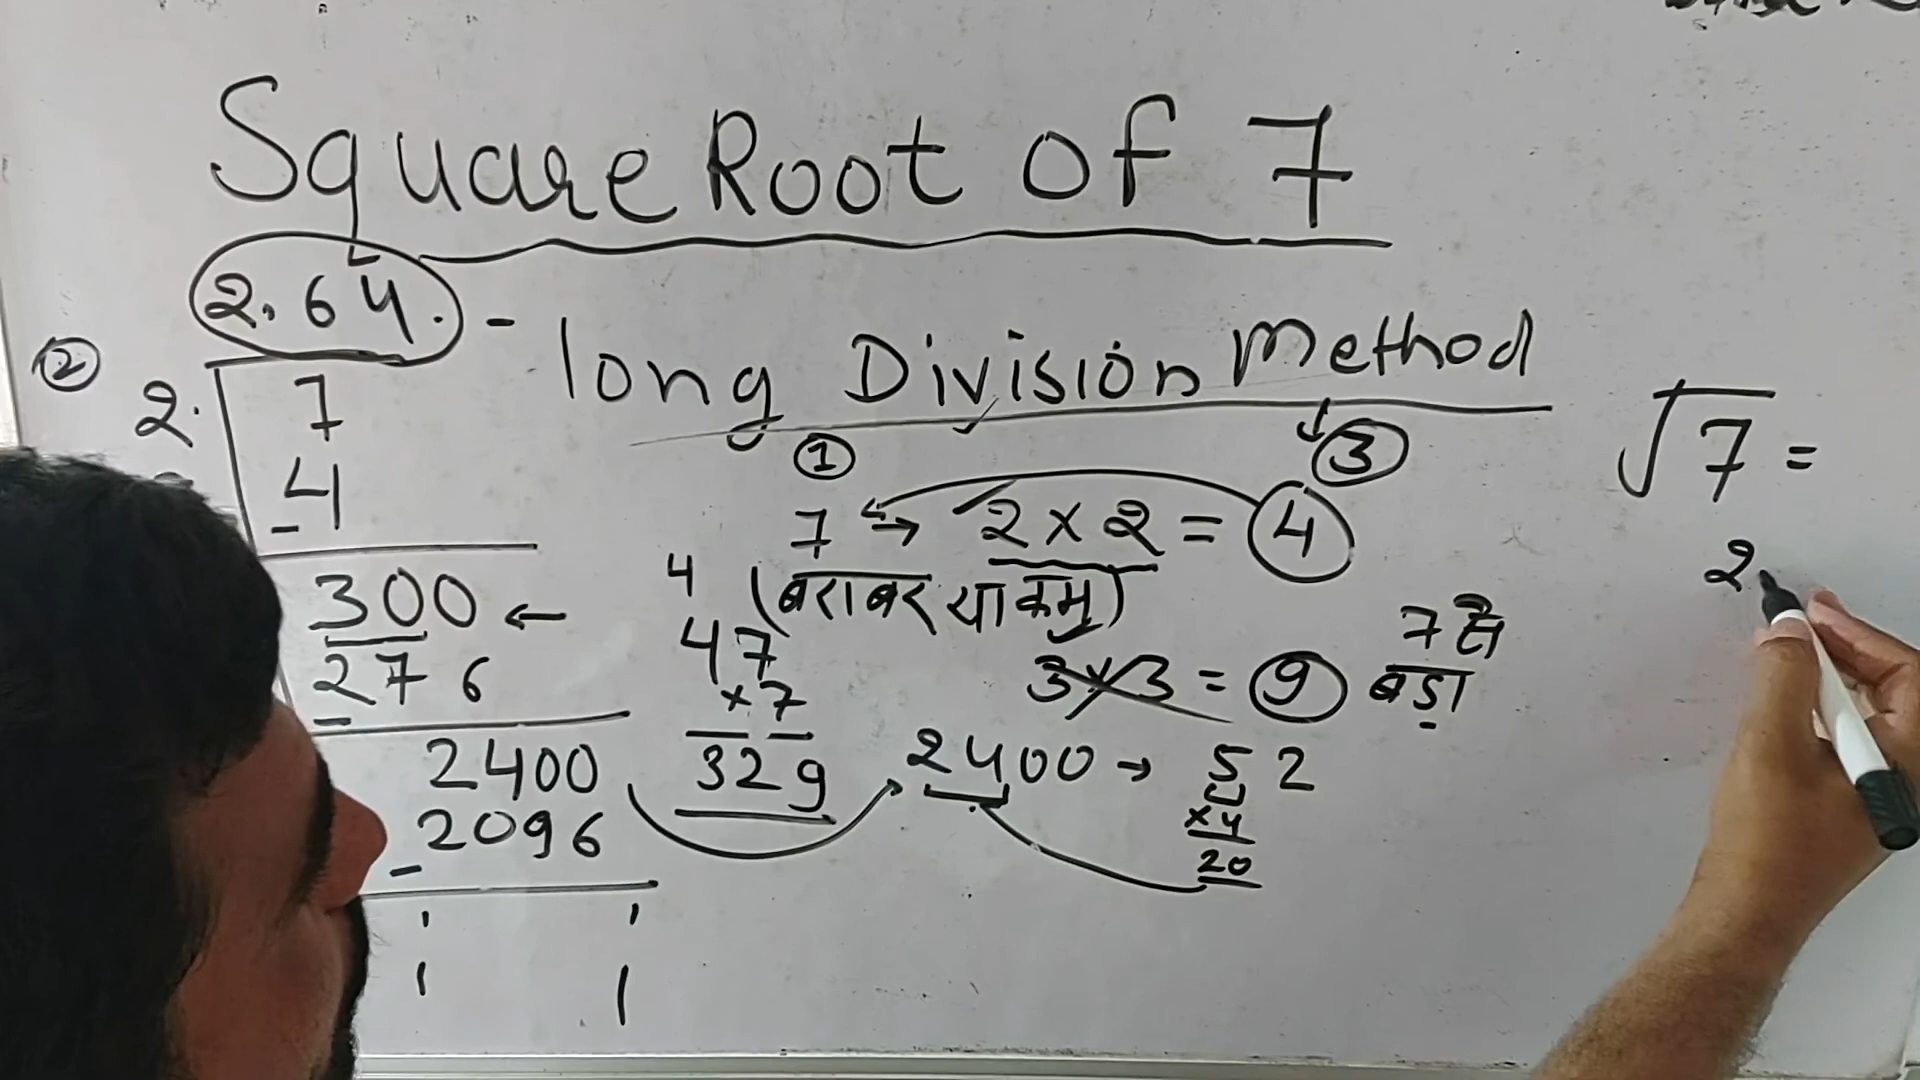 Square Root of 7
2.64. - long Division Method
② 2. 7
- 4
300 ←
- 276
2400
- 2096
① ③
7 → 2 x 2 = 4
4 (बराबर या कम)
47
x 7
329
3 x 3 = 9 7 से
बड़ा
2400 → 52
x 4
20
√7 =
2